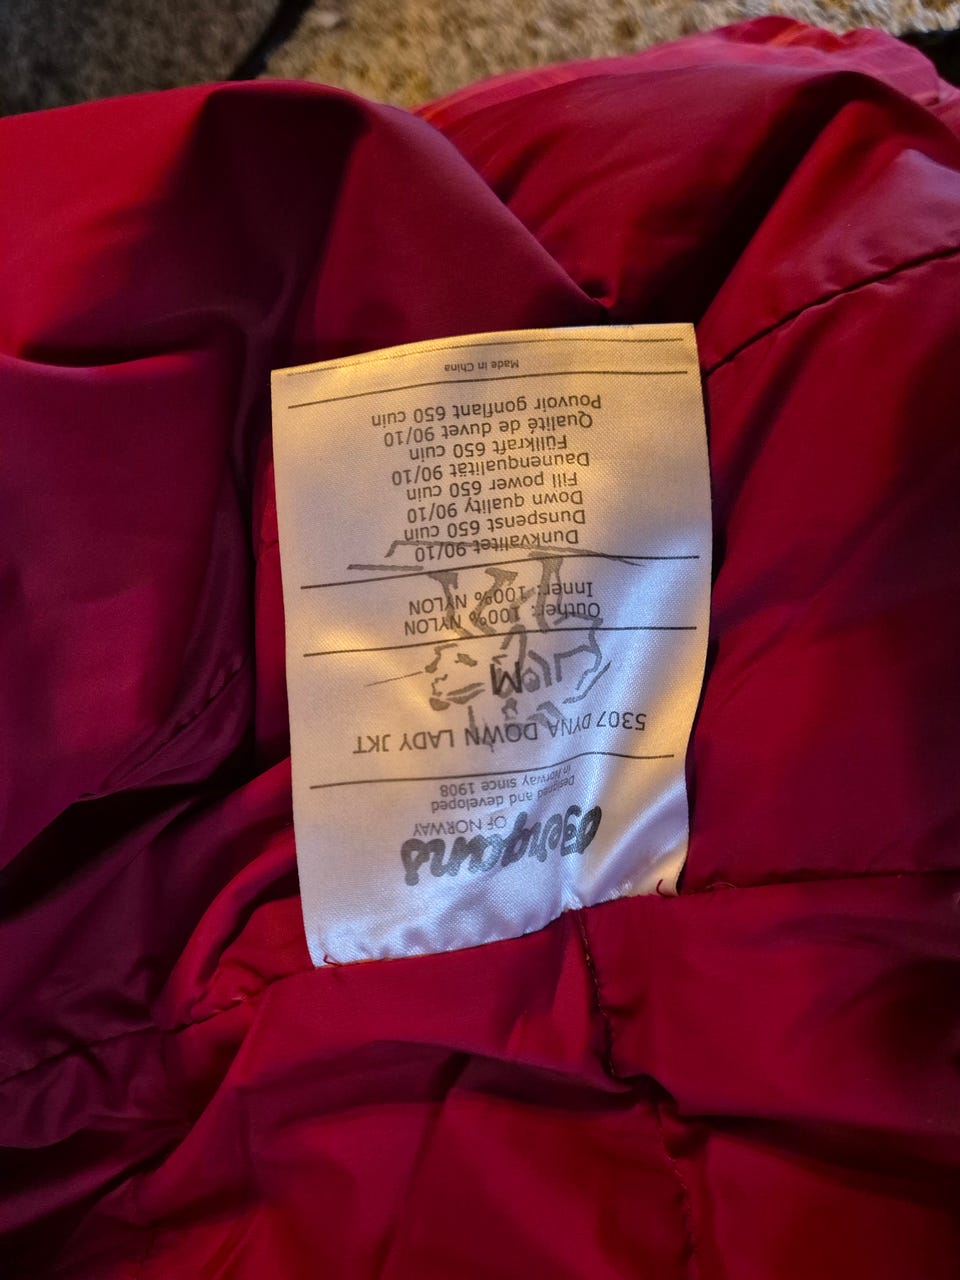 Bergans
OF NORWAY
Designed and developed
in Norway since 1908
5307 DYNA DOWN LADY JKT
M
Outher: 100% NYLON
Inner: 100% NYLON
Dunkvalitet 90/10
Dunspenst 650 cuin
Down quality 90/10
Fill power 650 cuin
Daunenqualität 90/10
Füllkraft 650 cuin
Qualité de duvet 90/10
Pouvoir gonflant 650 cuin
Made in China